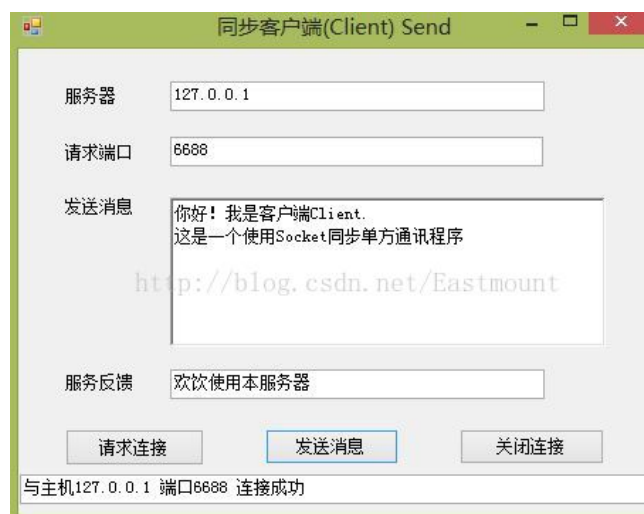 同步客户端(Client) Send
服务器
127.0.0.1
请求端口
6688
发送消息
你好! 我是客户端Client.
这是一个使用Socket同步单方通讯程序
http://blog.csdn.net/Eastmount
服务反馈
欢饮使用本服务器
请求连接
发送消息
关闭连接
与主机127.0.0.1 端口6688 连接成功